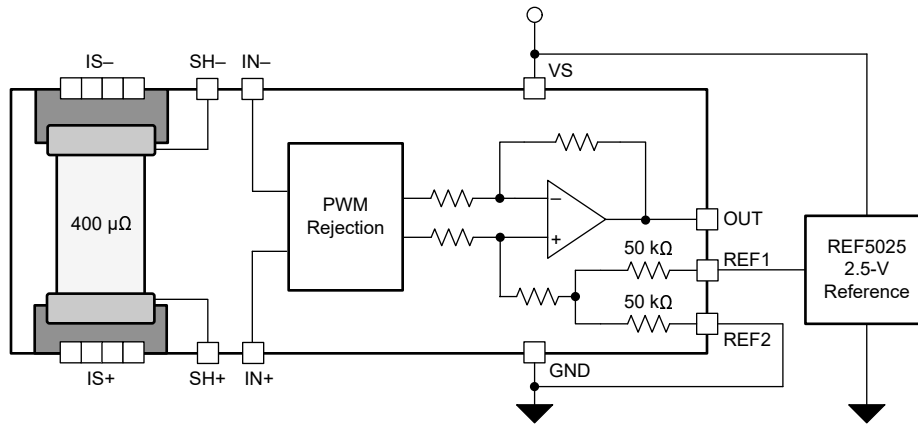 IS–
SH–
IN–
VS
400 µΩ
PWM
Rejection
–
+
OUT
50 kΩ
REF1
50 kΩ
REF2
REF5025
2.5-V
Reference
IS+
SH+
IN+
GND